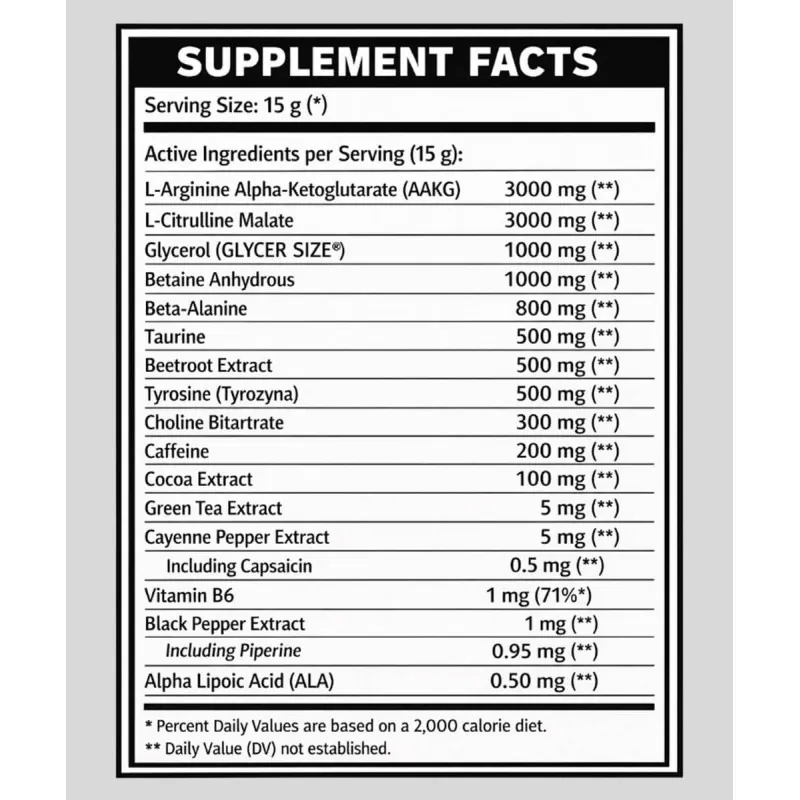 SUPPLEMENT FACTS
Serving Size: 15 g (*)
Active Ingredients per Serving (15 g):
L-Arginine Alpha-Ketoglutarate (AAKG) 3000 mg (**)
L-Citrulline Malate 3000 mg (**)
Glycerol (GLYCER SIZE®) 1000 mg (**)
Betaine Anhydrous 1000 mg (**)
Beta-Alanine 800 mg (**)
Taurine 500 mg (**)
Beetroot Extract 500 mg (**)
Tyrosine (Tyrozyna) 500 mg (**)
Choline Bitartrate 300 mg (**)
Caffeine 200 mg (**)
Cocoa Extract 100 mg (**)
Green Tea Extract 5 mg (**)
Cayenne Pepper Extract 5 mg (**)
Including Capsaicin 0.5 mg (**)
Vitamin B6 1 mg (71%*)
Black Pepper Extract 1 mg (**)
Including Piperine 0.95 mg (**)
Alpha Lipoic Acid (ALA) 0.50 mg (**)
* Percent Daily Values are based on a 2,000 calorie diet.
** Daily Value (DV) not established.